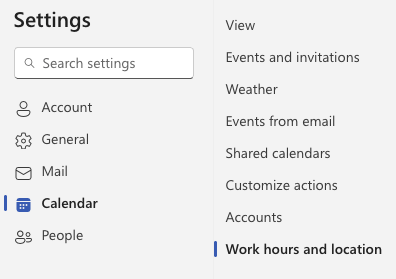 Settings
Search settings
Account
General
Mail
Calendar
People
View
Events and invitations
Weather
Events from email
Shared calendars
Customize actions
Accounts
Work hours and location